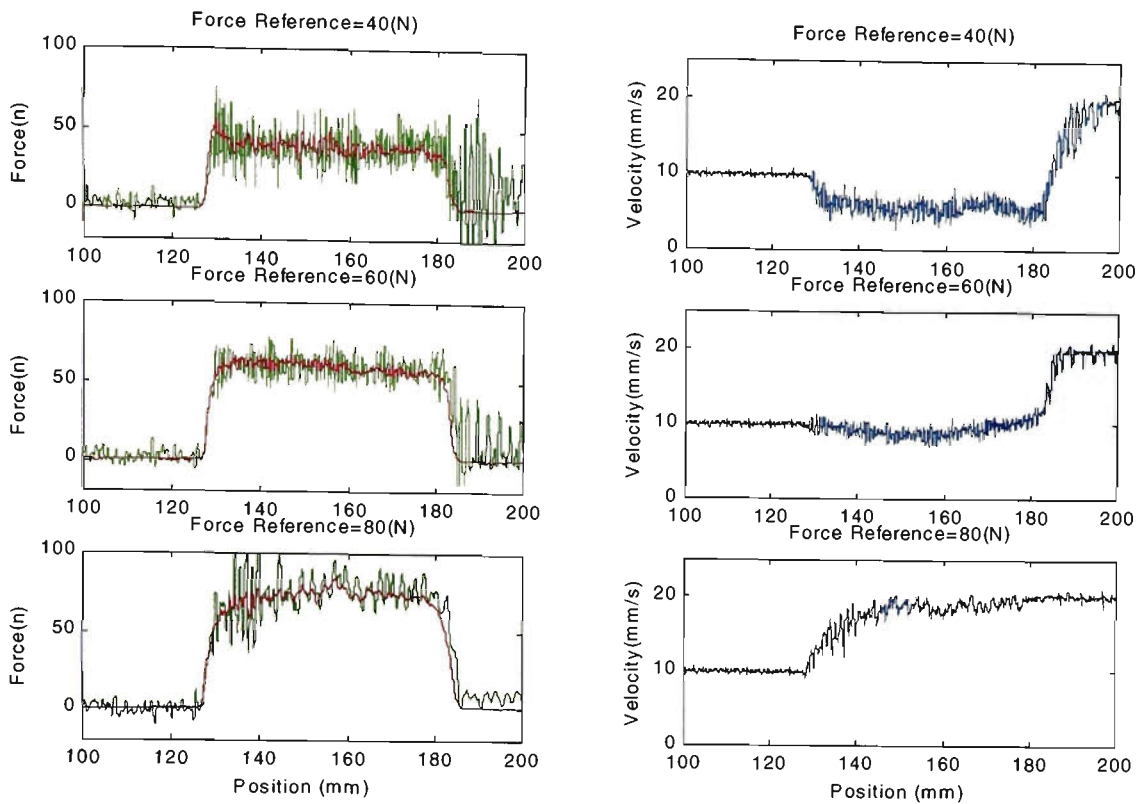 Force Reference=40(N)
100
50
0
Force(n)
100 120 140 160 180 200
Force Reference=60(N)
100
50
0
Force(n)
100 120 140 160 180 200
Force Reference=80(N)
100
50
0
Force(n)
100 120 140 160 180 200
Position (mm)
Force Reference=40(N)
20
10
0
Velocity(mm/s)
100 120 140 160 180 200
Force Reference=60(N)
20
10
0
Velocity(mm/s)
100 120 140 160 180 200
Force Reference=80(N)
20
10
0
Velocity(mm/s)
100 120 140 160 180 200
Position (mm)